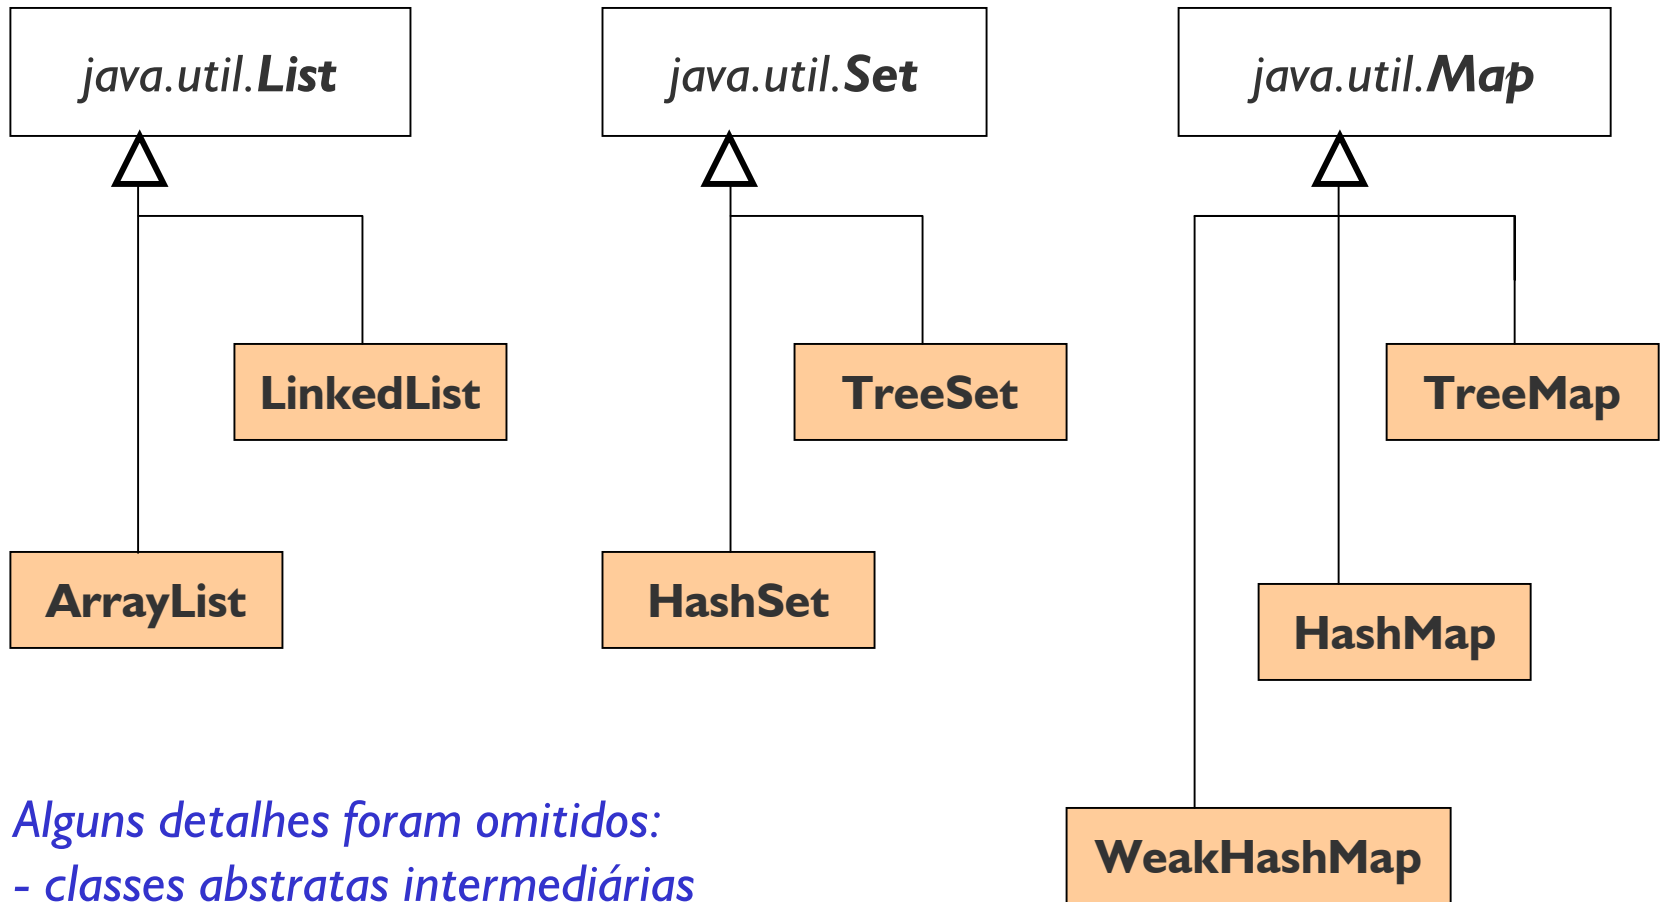 java.util.List
java.util.Set
java.util.Map
LinkedList
TreeSet
TreeMap
ArrayList
HashSet
HashMap
WeakHashMap
Alguns detalhes foram omitidos:
- classes abstratas intermediárias